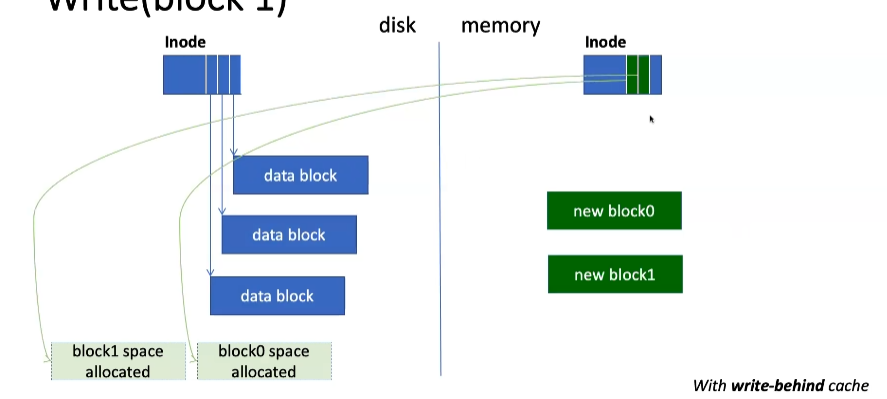 Write(block 1)
disk
memory
Inode
Inode
data block
new block0
data block
new block1
data block
block1 space
allocated
block0 space
allocated
With write-behind cache